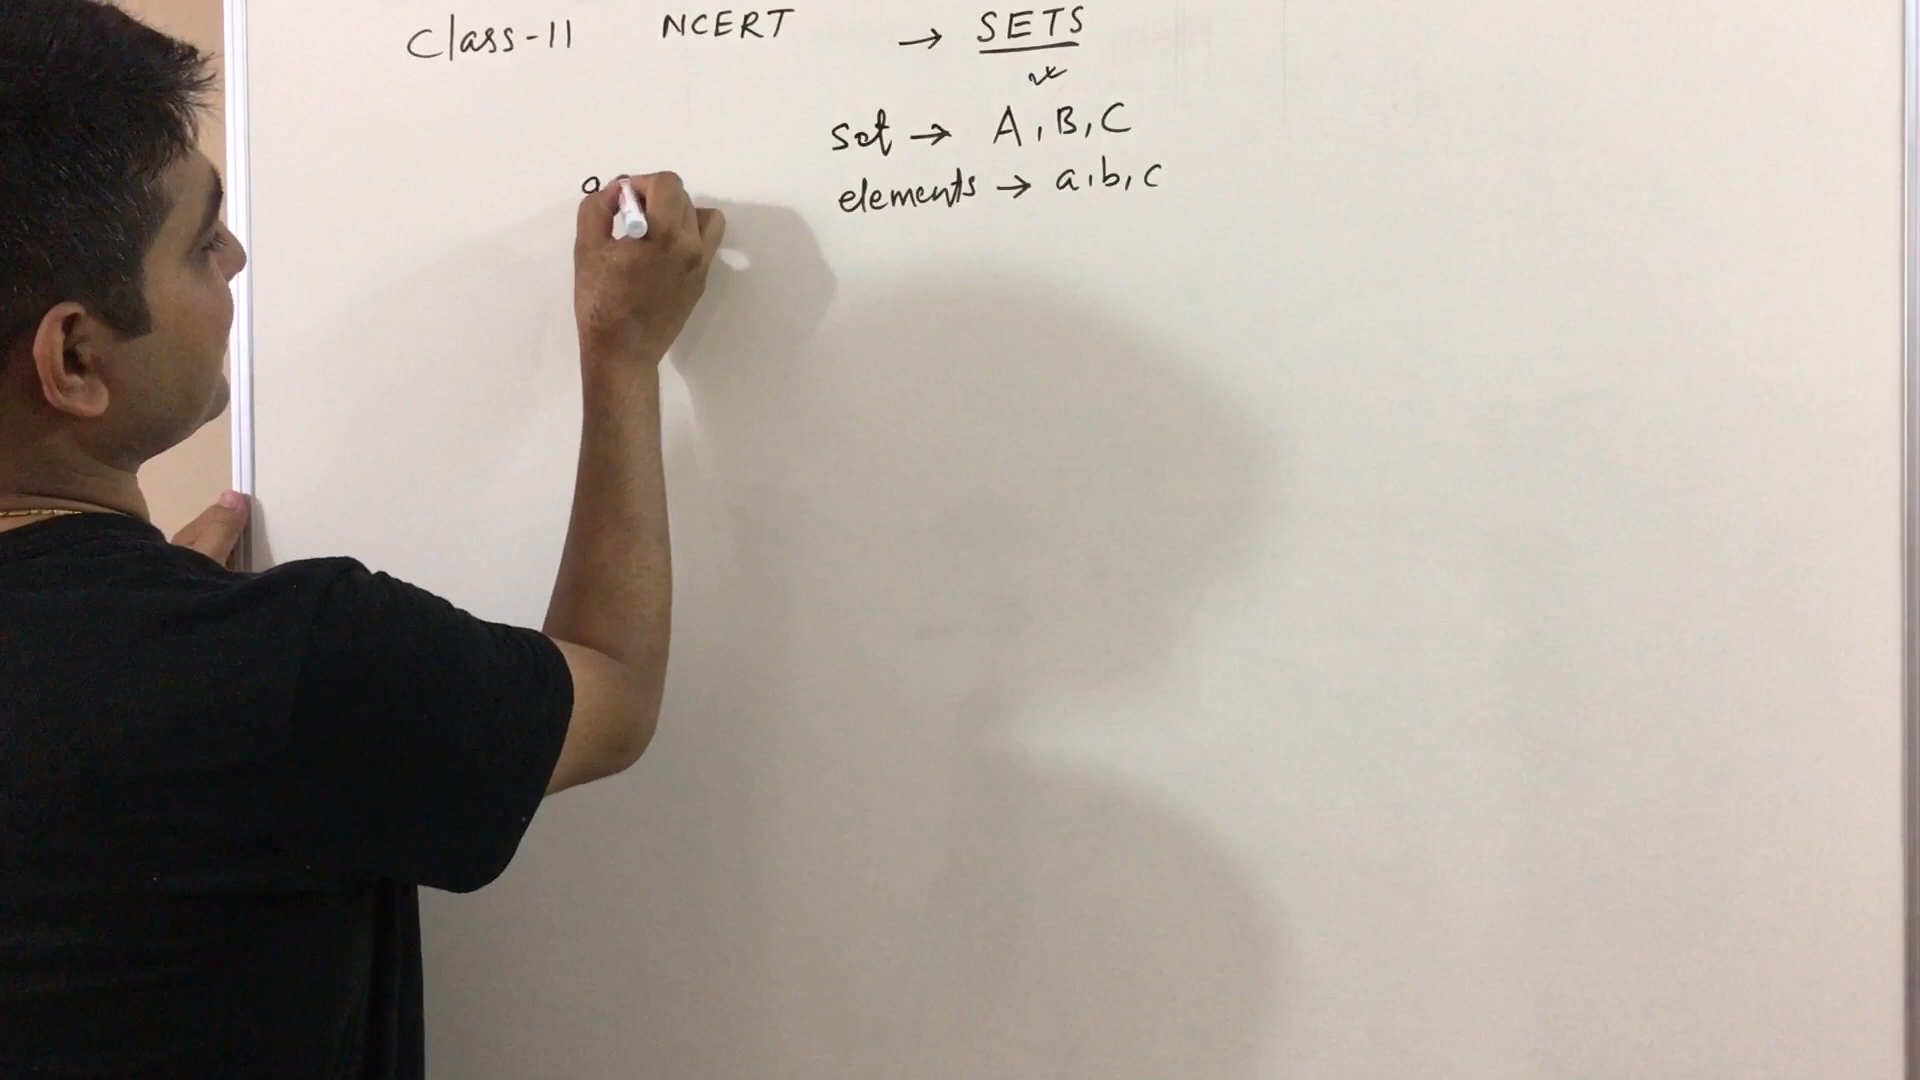 Class-11 NCERT → SETS
set → A, B, C
elements → a, b, c
a